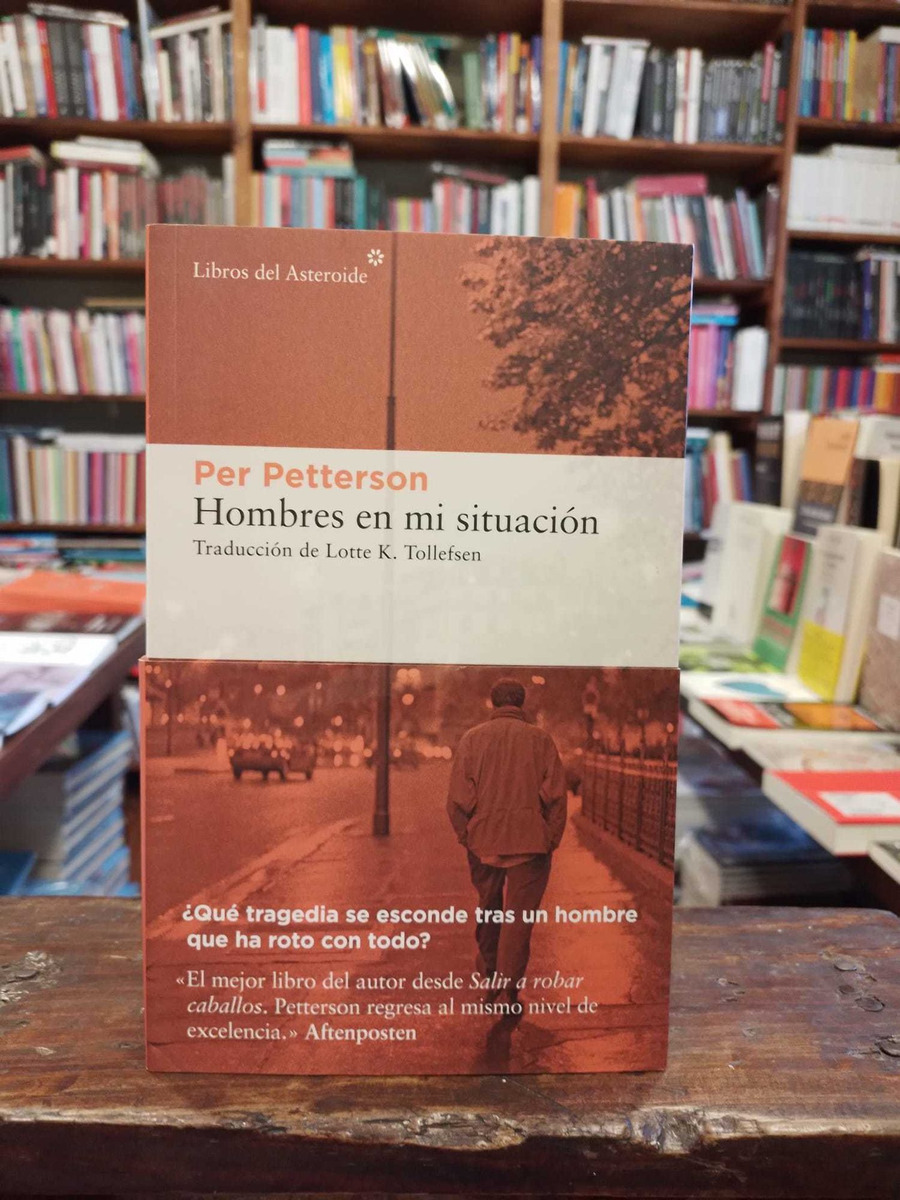 Libros del Asteroide
Per Petterson
Hombres en mi situación
Traducción de Lotte K. Tollefsen
¿Qué tragedia se esconde tras un hombre
que ha roto con todo?
«El mejor libro del autor desde Salir a robar
caballos. Petterson regresa al mismo nivel de
excelencia.» Aftenposten